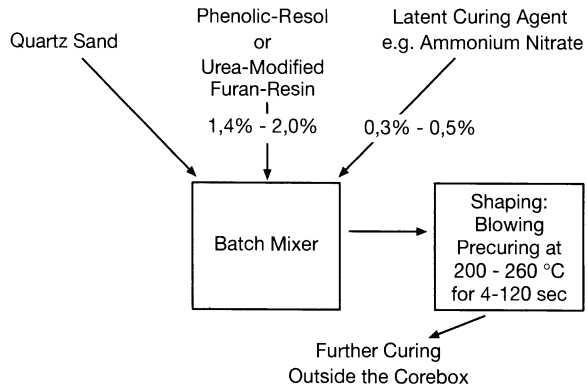 Quartz Sand
Phenolic-Resol
or
Urea-Modified
Furan-Resin
1,4% - 2,0%
Latent Curing Agent
e.g. Ammonium Nitrate
0,3% - 0,5%
Batch Mixer
Shaping:
Blowing
Precuring at
200 - 260 °C
for 4-120 sec
Further Curing
Outside the Corebox